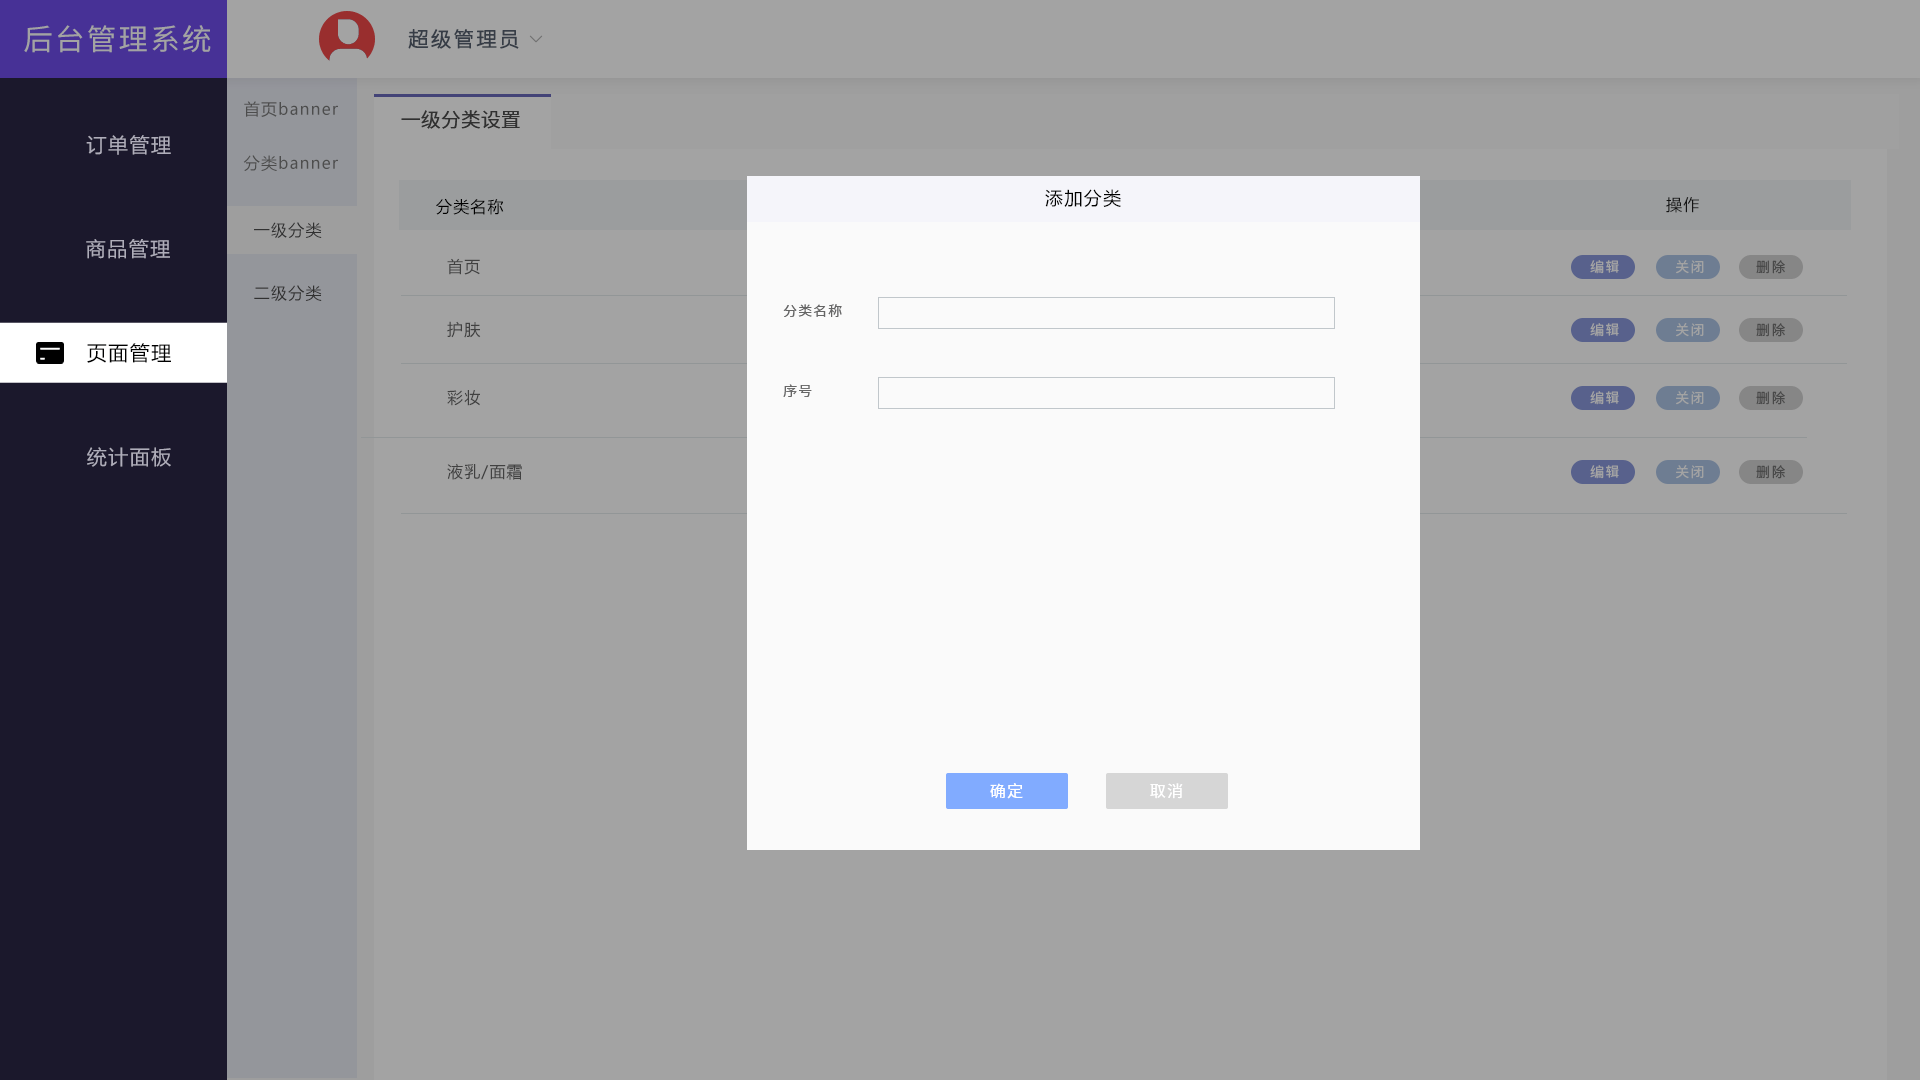 后台管理系统
超级管理员
订单管理
商品管理
页面管理
统计面板
首页banner
分类banner
一级分类
二级分类
一级分类设置
分类名称
操作
首页
编辑 关闭 删除
护肤
编辑 关闭 删除
彩妆
编辑 关闭 删除
液乳/面霜
编辑 关闭 删除
添加分类
分类名称
序号
确定 取消